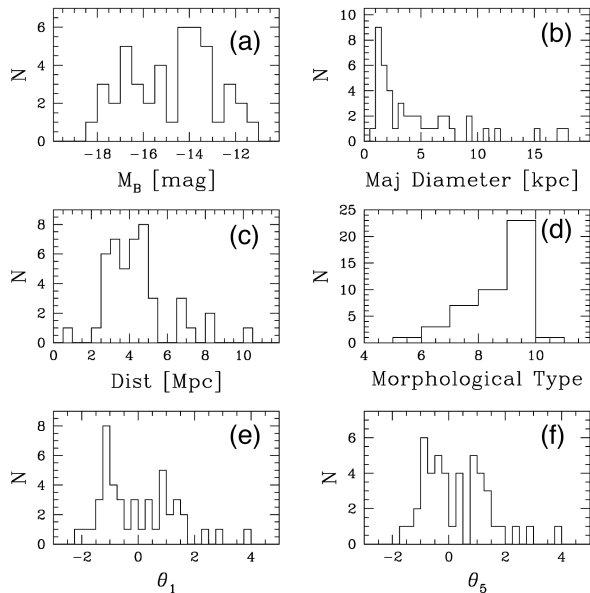 (a)
6
4
2
0
N
−18 −16 −14 −12
M_B [mag]
(b)
10
8
6
4
2
0
N
0 5 10 15
Maj Diameter [kpc]
(c)
8
6
4
2
0
N
0 2 4 6 8 10
Dist [Mpc]
(d)
25
20
15
10
5
0
N
4 6 8 10
Morphological Type
(e)
8
6
4
2
0
N
−2 0 2 4
θ_1
(f)
6
4
2
0
N
−2 0 2 4
θ_5